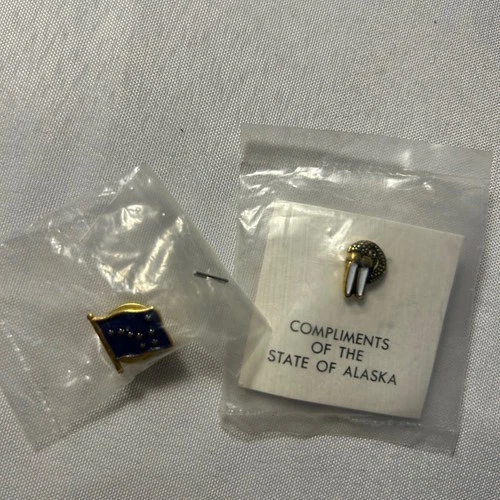 COMPLIMENTS
OF THE
STATE OF ALASKA